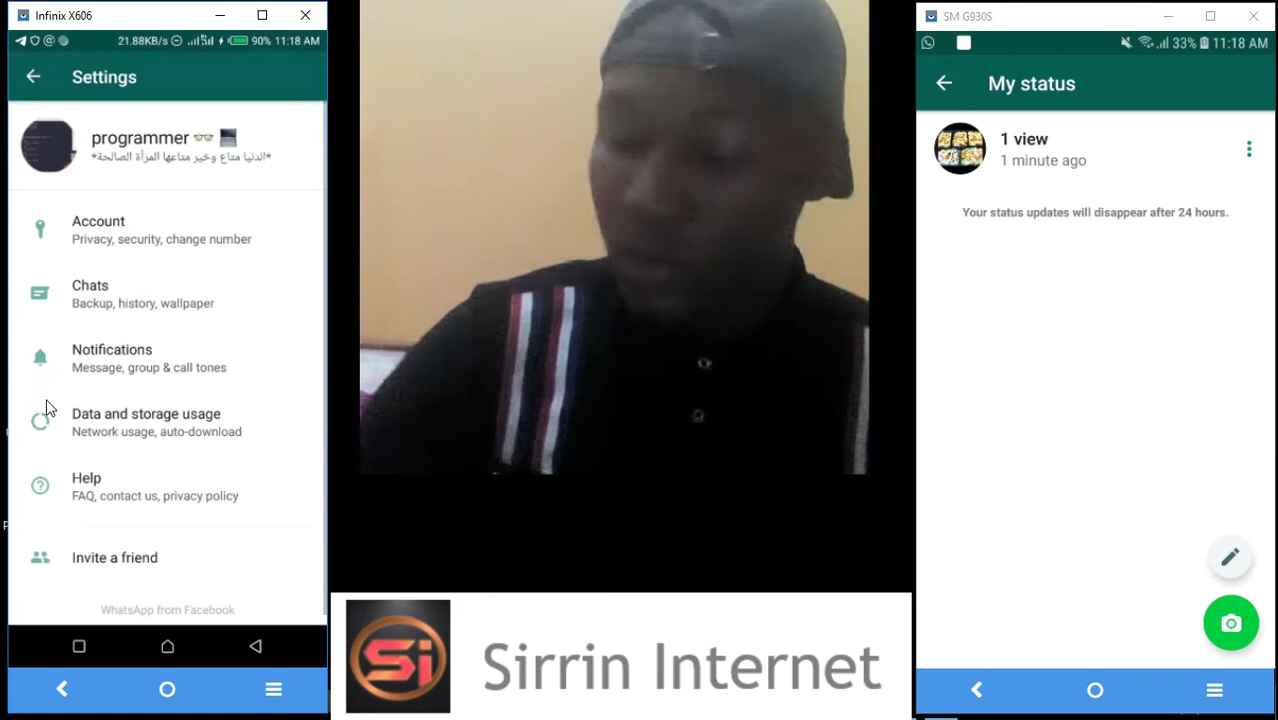 Infinix X606
21.88KB/s 90% 11:18 AM
Settings
programmer
*الدنيا متاع وخير متاعها المرأة الصالحة*
Account
Privacy, security, change number
Chats
Backup, history, wallpaper
Notifications
Message, group & call tones
Data and storage usage
Network usage, auto-download
Help
FAQ, contact us, privacy policy
Invite a friend
WhatsApp from Facebook
Si
Sirrin Internet
SM G930S
33% 11:18 AM
My status
1 view
1 minute ago
Your status updates will disappear after 24 hours.